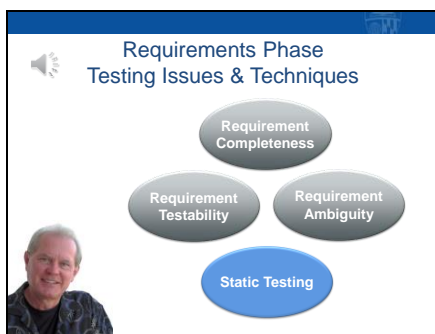 Requirements Phase
Testing Issues & Techniques
Requirement
Completeness
Requirement
Testability
Requirement
Ambiguity
Static Testing